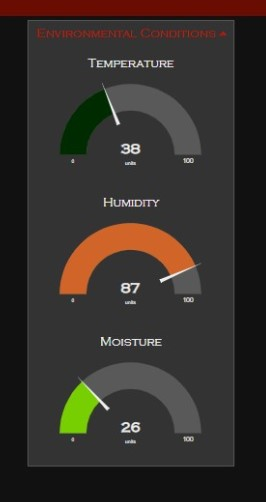 Environmental Conditions
Temperature
38
units
0 100
Humidity
87
units
0 100
Moisture
26
units
0 100